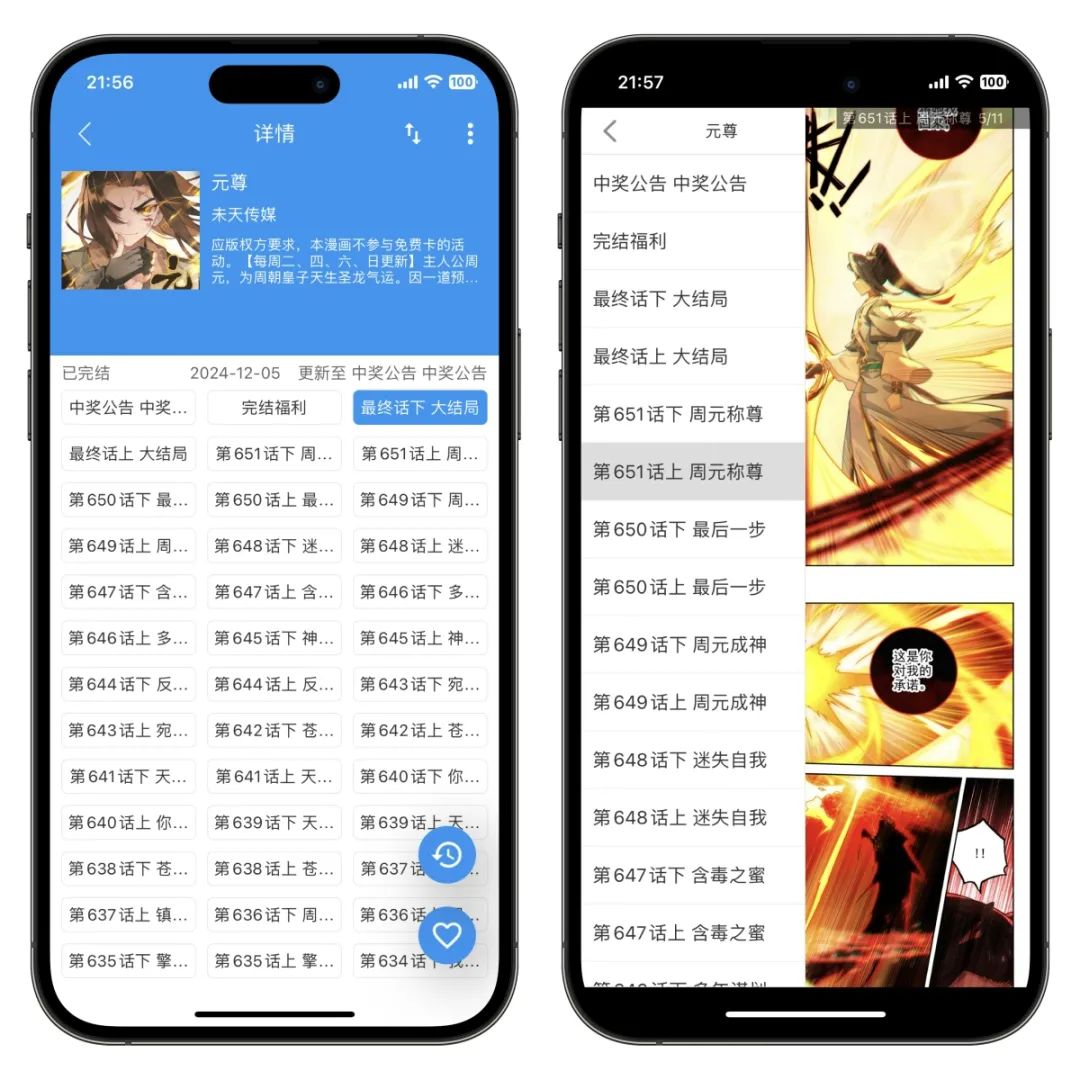 21:56
100
详情
元尊
未天传媒
应版权方要求，本漫画不参与免费卡的活
动。【每周二、四、六、日更新】主人公周
元，为周朝皇子天生圣龙气运。因一道预...
已完结 2024-12-05 更新至 中奖公告 中奖公告
中奖公告 中奖... 完结福利 最终话下 大结局
最终话上 大结局 第651话下 周... 第651话上 周...
第650话下 最... 第650话上 最... 第649话下 周...
第649话上 周... 第648话下 迷... 第648话上 迷...
第647话下 含... 第647话上 含... 第646话下 多...
第646话上 多... 第645话下 神... 第645话上 神...
第644话下 反... 第644话上 反... 第643话下 宛...
第643话上 宛... 第642话下 苍... 第642话上 苍...
第641话下 天... 第641话上 天... 第640话下 你...
第640话上 你... 第639话下 天... 第639话上 天...
第638话下 苍... 第638话上 苍... 第637话
第637话上 镇... 第636话下 周... 第636话
第635话下 擎... 第635话上 擎... 第634话下 我...
21:57
100
元尊
第651话上 周元称尊 5/11
中奖公告 中奖公告
完结福利
最终话下 大结局
最终话上 大结局
第651话下 周元称尊
第651话上 周元称尊
第650话下 最后一步
第650话上 最后一步
第649话下 周元成神
第649话上 周元成神
第648话下 迷失自我
第648话上 迷失自我
第647话下 含毒之蜜
第647话上 含毒之蜜
这是你
对我的
承诺。
!!